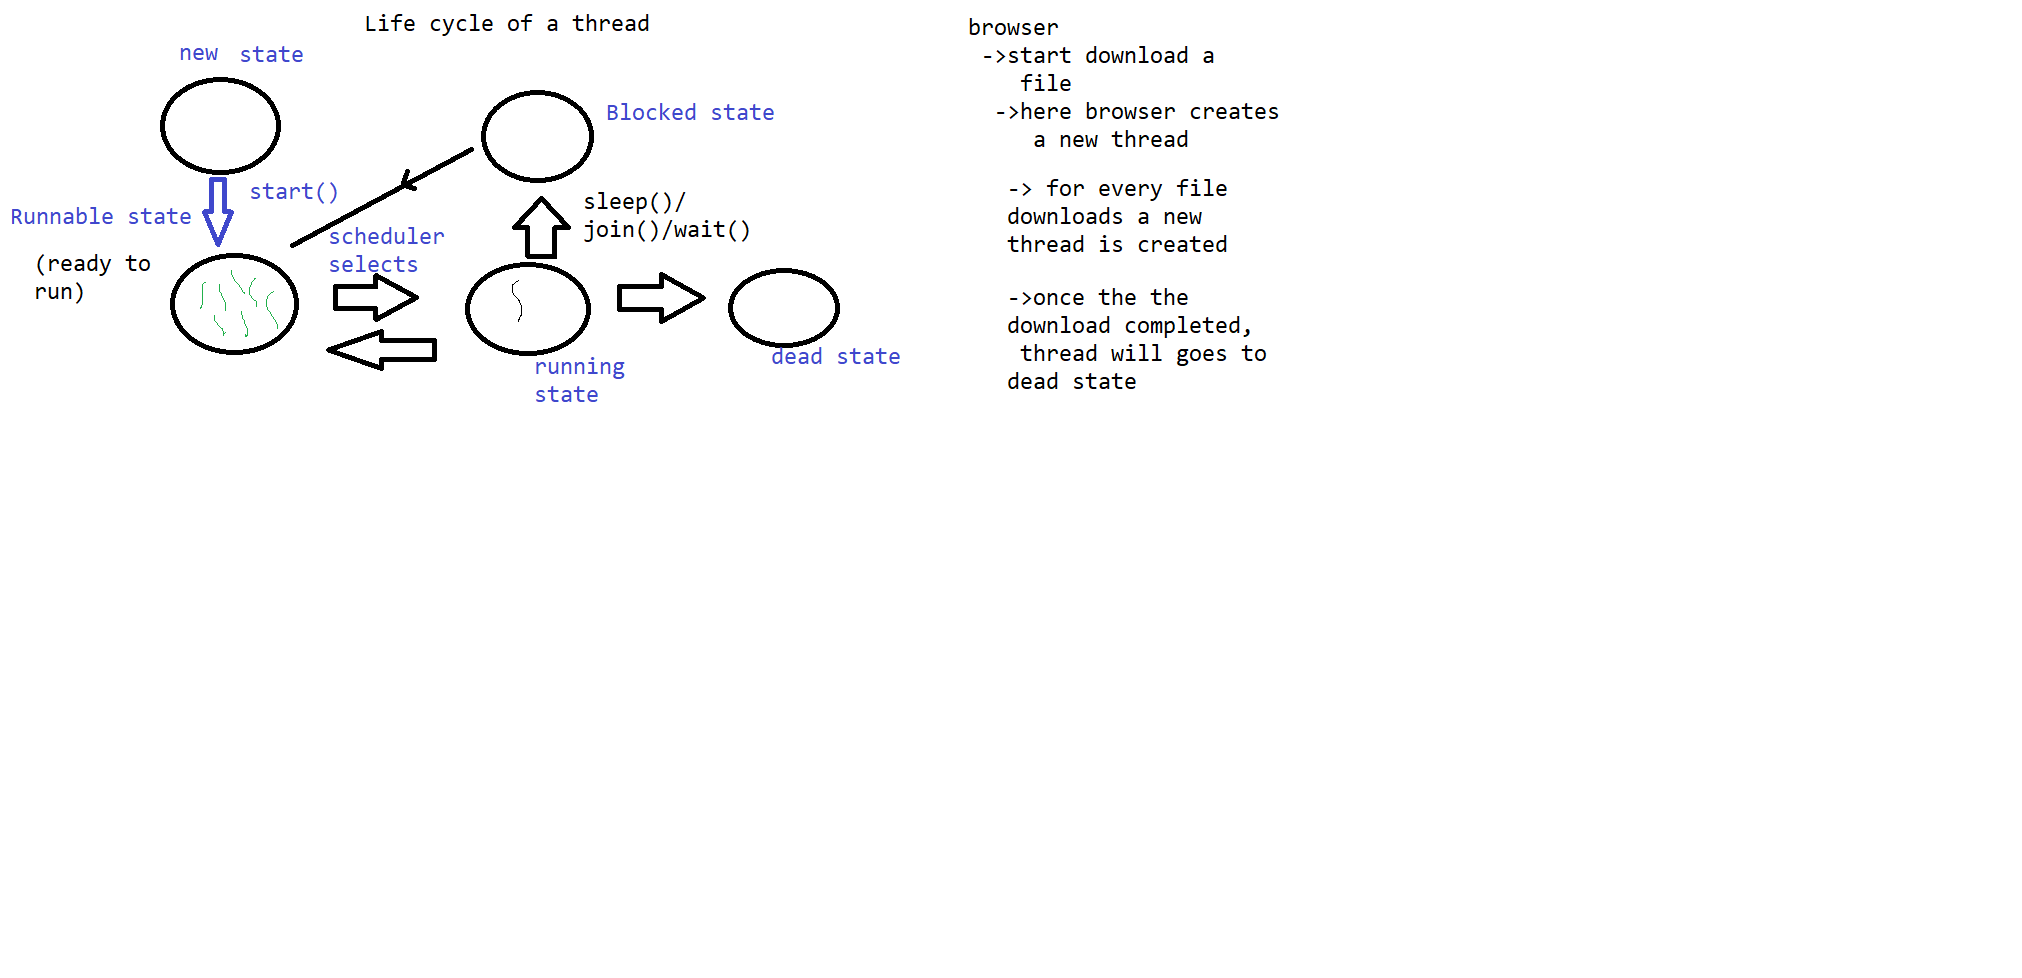 Life cycle of a thread
new state
start()
Runnable state
(ready to
run)
scheduler
selects
Blocked state
sleep()/
join()/wait()
running
state
dead state
browser
->start download a
file
->here browser creates
a new thread
-> for every file
downloads a new
thread is created
->once the the
download completed,
thread will goes to
dead state